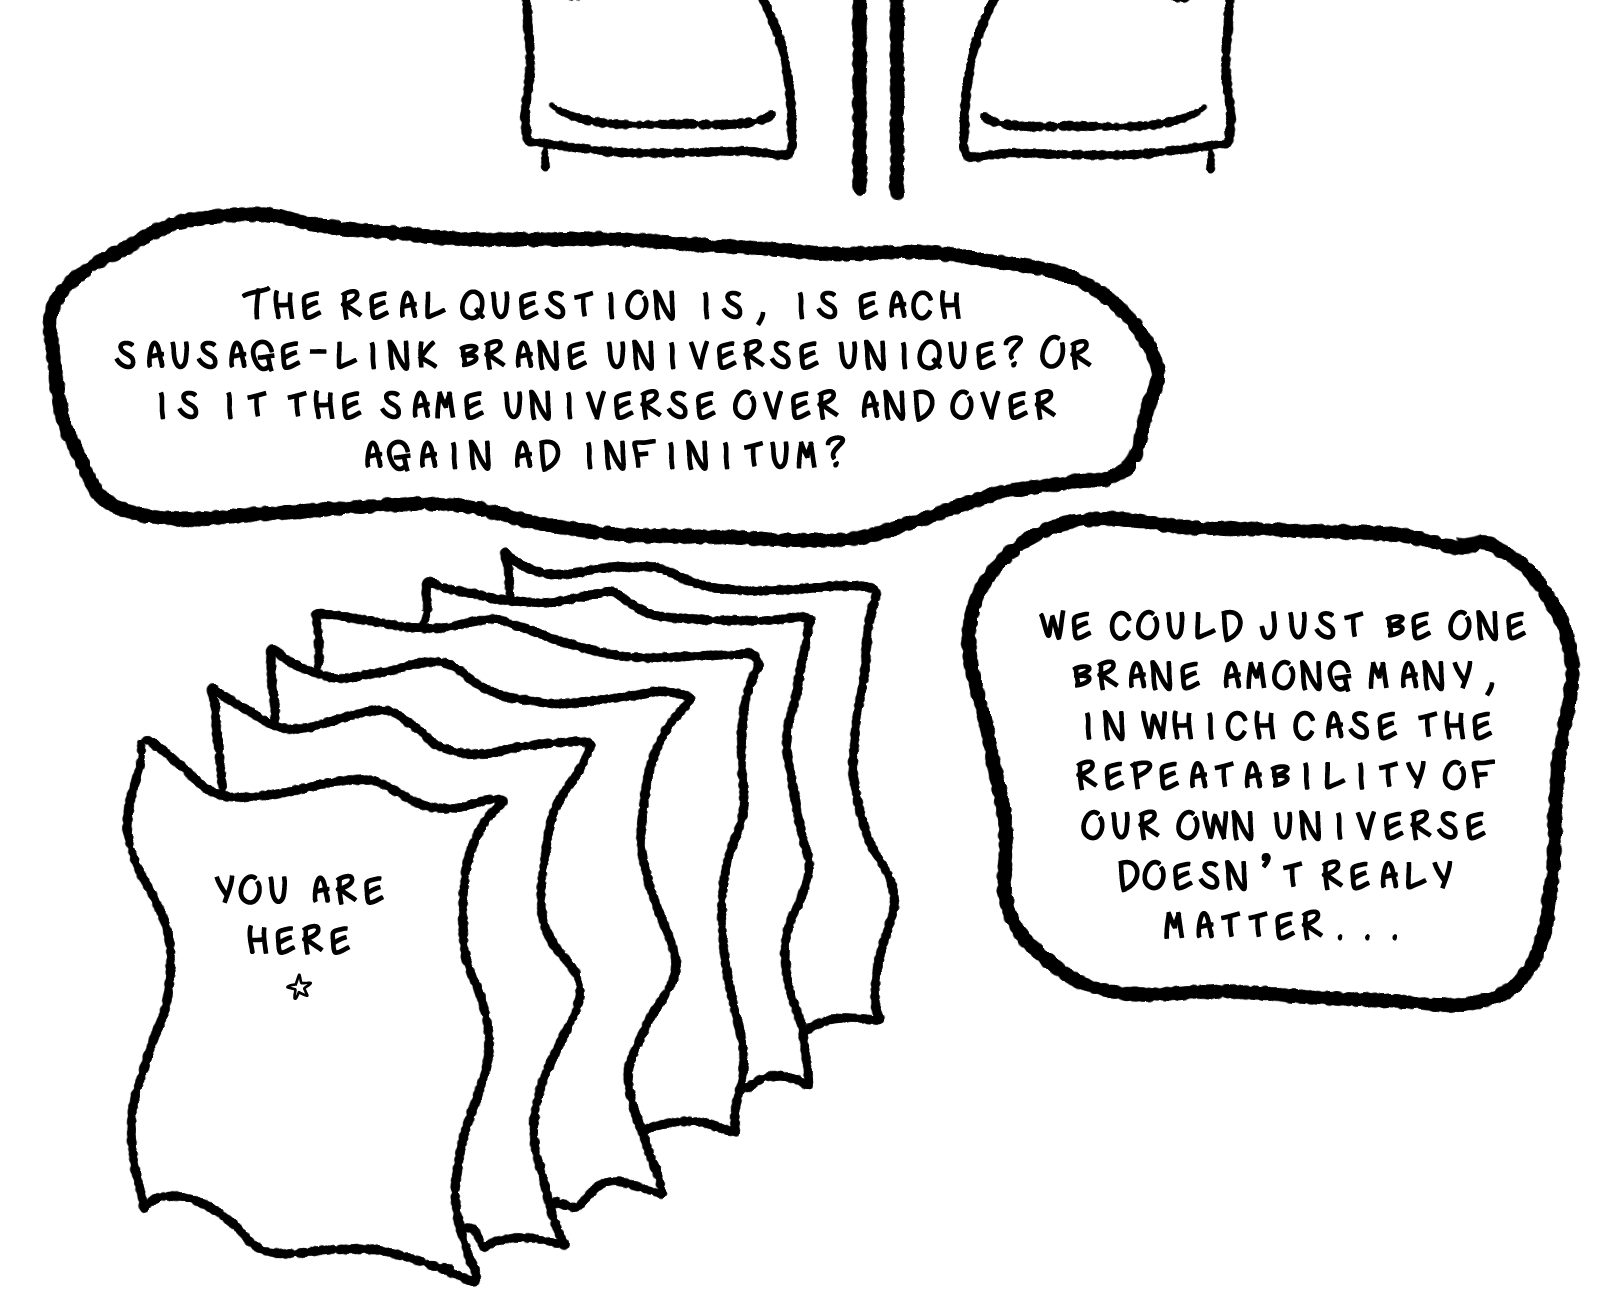 THE REAL QUESTION IS, IS EACH
SAUSAGE-LINK BRANE UNIVERSE UNIQUE? OR
IS IT THE SAME UNIVERSE OVER AND OVER
AGAIN AD INFINITUM?
WE COULD JUST BE ONE
BRANE AMONG MANY,
IN WHICH CASE THE
REPEATABILITY OF
OUR OWN UNIVERSE
DOESN'T REALY
MATTER...
YOU ARE
HERE